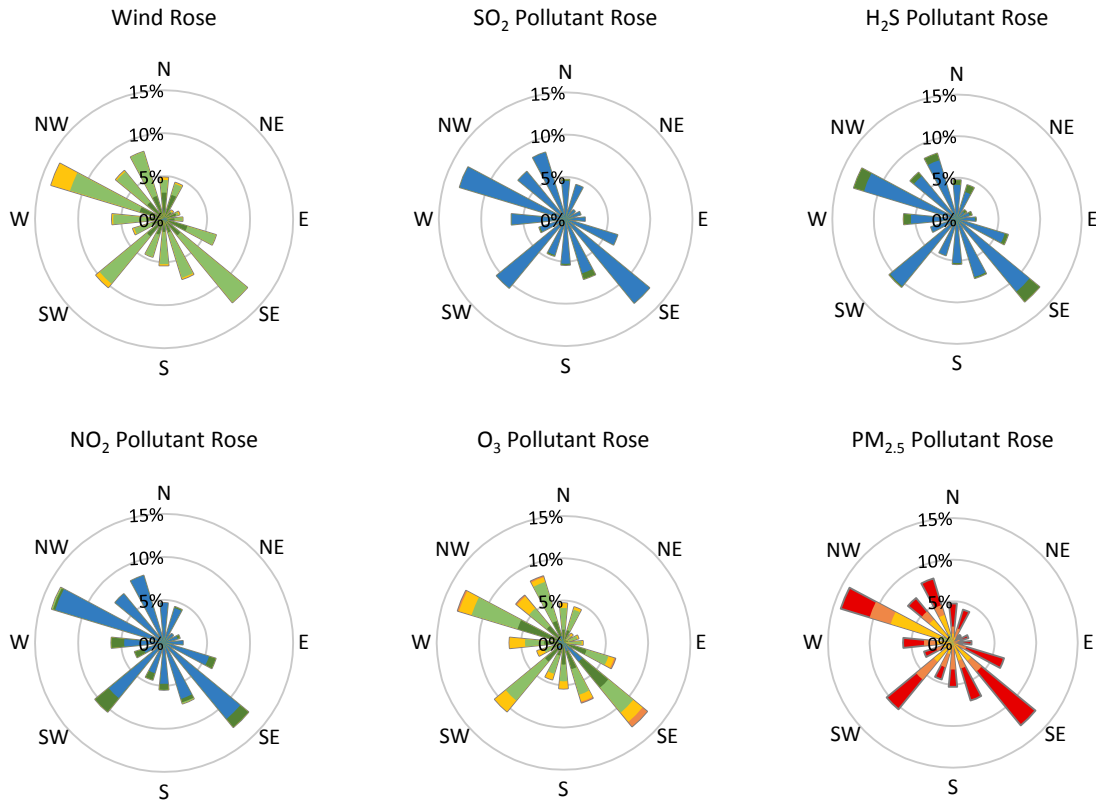 Wind Rose
N
15%
NW
NE
10%
5%
W
0%
E
SW
SE
S
SO₂ Pollutant Rose
N
15%
NW
NE
10%
5%
W
0%
E
SW
SE
S
H₂S Pollutant Rose
N
15%
NW
NE
10%
5%
W
0%
E
SW
SE
S
NO₂ Pollutant Rose
N
15%
NW
NE
10%
5%
W
0%
E
SW
SE
S
O₃ Pollutant Rose
N
15%
NW
NE
10%
5%
W
0%
E
SW
SE
S
PM₂.₅ Pollutant Rose
N
15%
NW
NE
10%
5%
W
0%
E
SW
SE
S